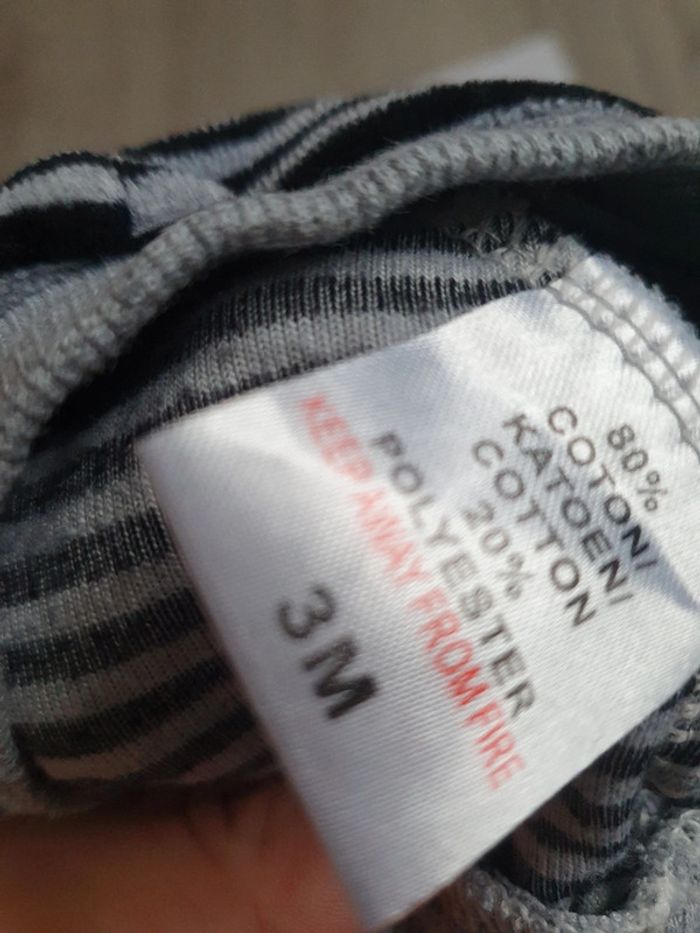 80%
COTON/
KATOEN/
COTTON
20%
POLYESTER
KEEP AWAY FROM FIRE
3M